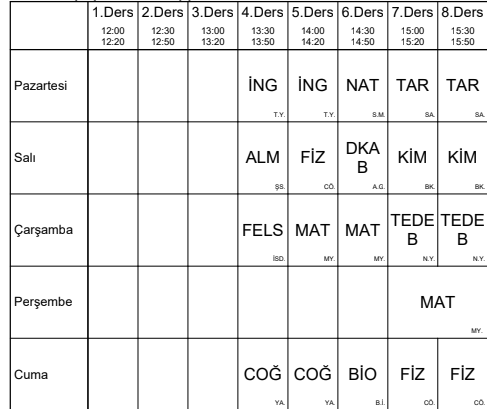 1.Ders 2.Ders 3.Ders 4.Ders 5.Ders 6.Ders 7.Ders 8.Ders
12:00 12:30 13:00 13:30 14:00 14:30 15:00 15:30
12:20 12:50 13:20 13:50 14:20 14:50 15:20 15:50
Pazartesi İNG İNG NAT TAR TAR
T.Y. T.Y. S.M. SA. SA.
Salı ALM FİZ DKA B KİM KİM
ŞS. CÖ. A.G. BK. BK.
Çarşamba FELS MAT MAT TEDE B TEDE B
İSD. MY. MY. N.Y. N.Y.
Perşembe MAT
MY.
Cuma COĞ COĞ BİO FİZ FİZ
YA. YA. B.İ. CÖ. CÖ.